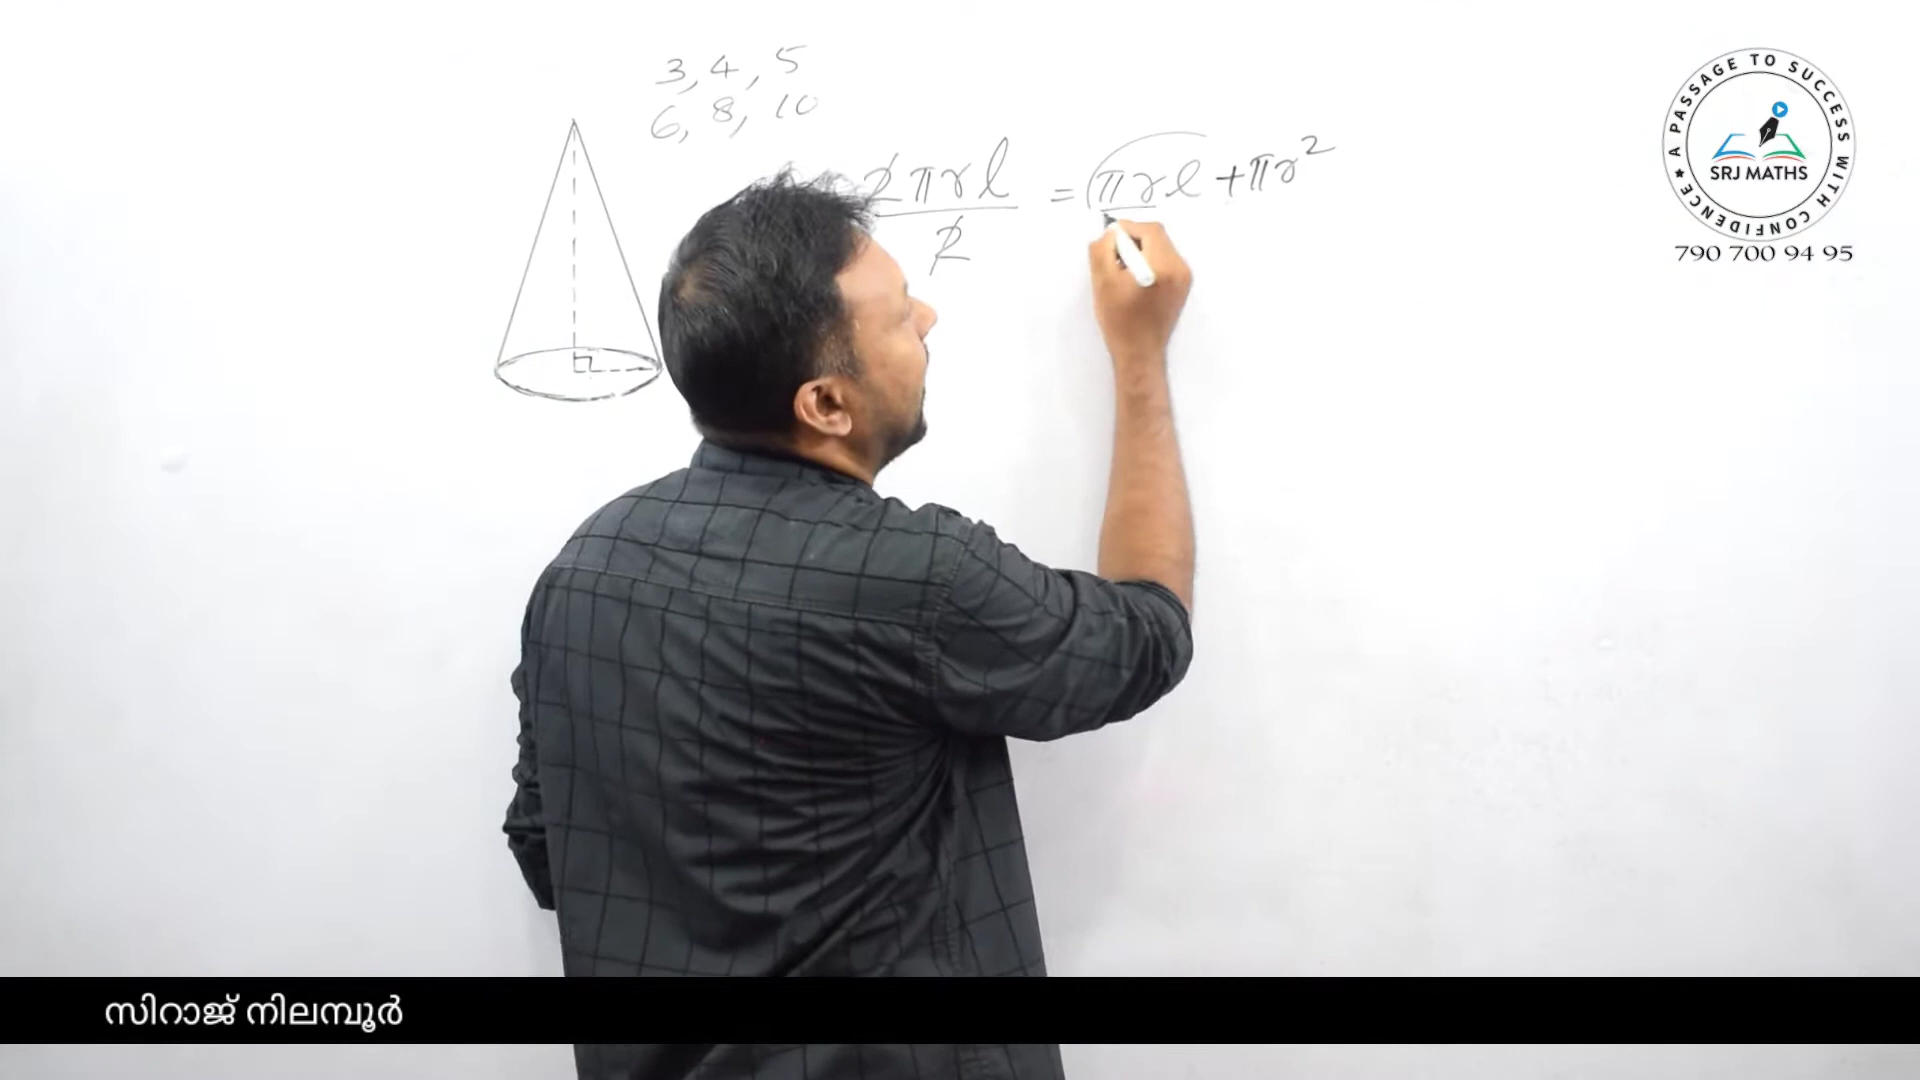 3, 4, 5
6, 8, 10
2πrl / 2 = πrl + πr²
A PASSAGE TO SUCCESS WITH CONFIDENCE
SRJ MATHS
790 700 94 95
സിറാജ് നിലമ്പൂർ